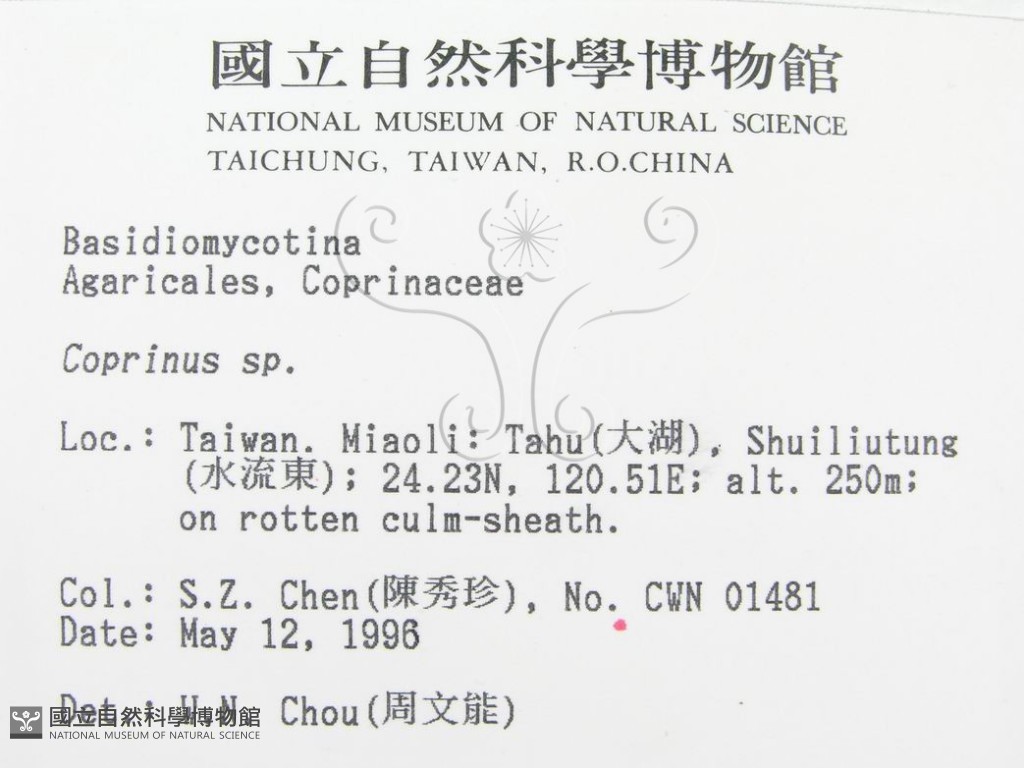 國立自然科學博物館
NATIONAL MUSEUM OF NATURAL SCIENCE
TAICHUNG, TAIWAN, R.O.CHINA
Basidiomycotina
Agaricales, Coprinaceae
Coprinus sp.
Loc.: Taiwan. Miaoli: Tahu(大湖), Shuiliutung
(水流東); 24.23N, 120.51E; alt. 250m;
on rotten culm-sheath.
Col.: S.Z. Chen(陳秀珍), No. CWN 01481
Date: May 12, 1996
Det.: W.N. Chou(周文能)
國立自然科學博物館
NATIONAL MUSEUM OF NATURAL SCIENCE